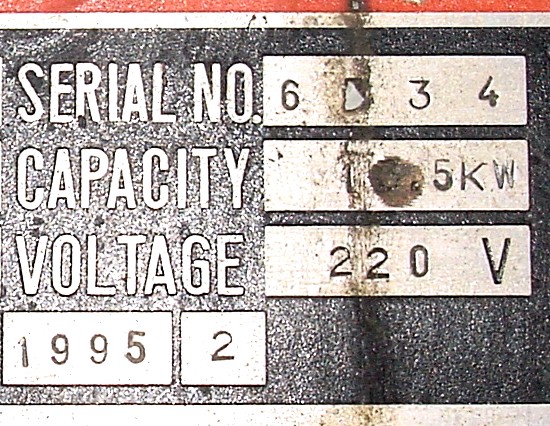 SERIAL NO.
CAPACITY
VOLTAGE 220 V
1995 2